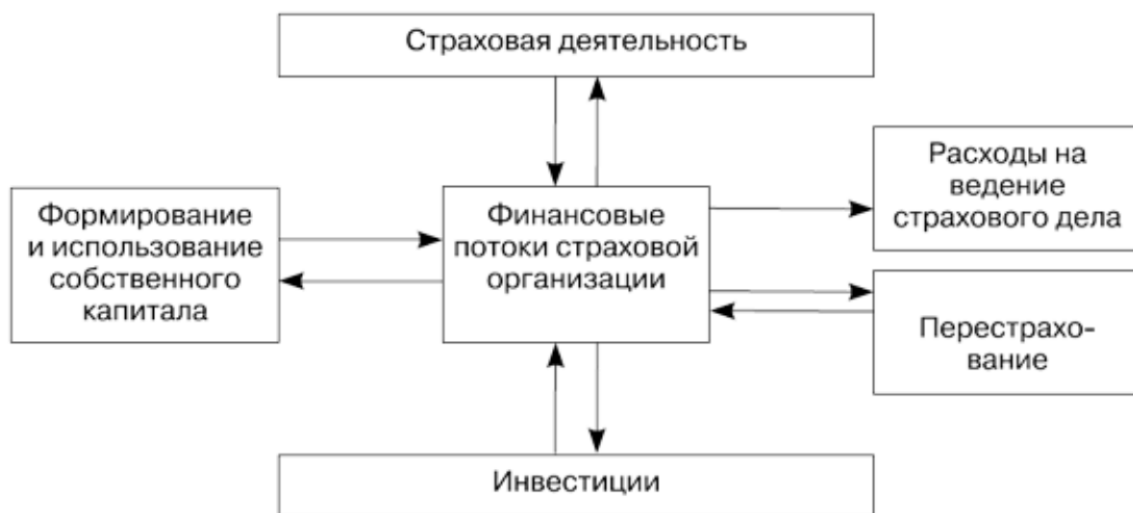 Страховая деятельность
Расходы на
ведение
страхового дела
Формирование
и использование
собственного
капитала
Финансовые
потоки страховой
организации
Перестрахо-
вание
Инвестиции